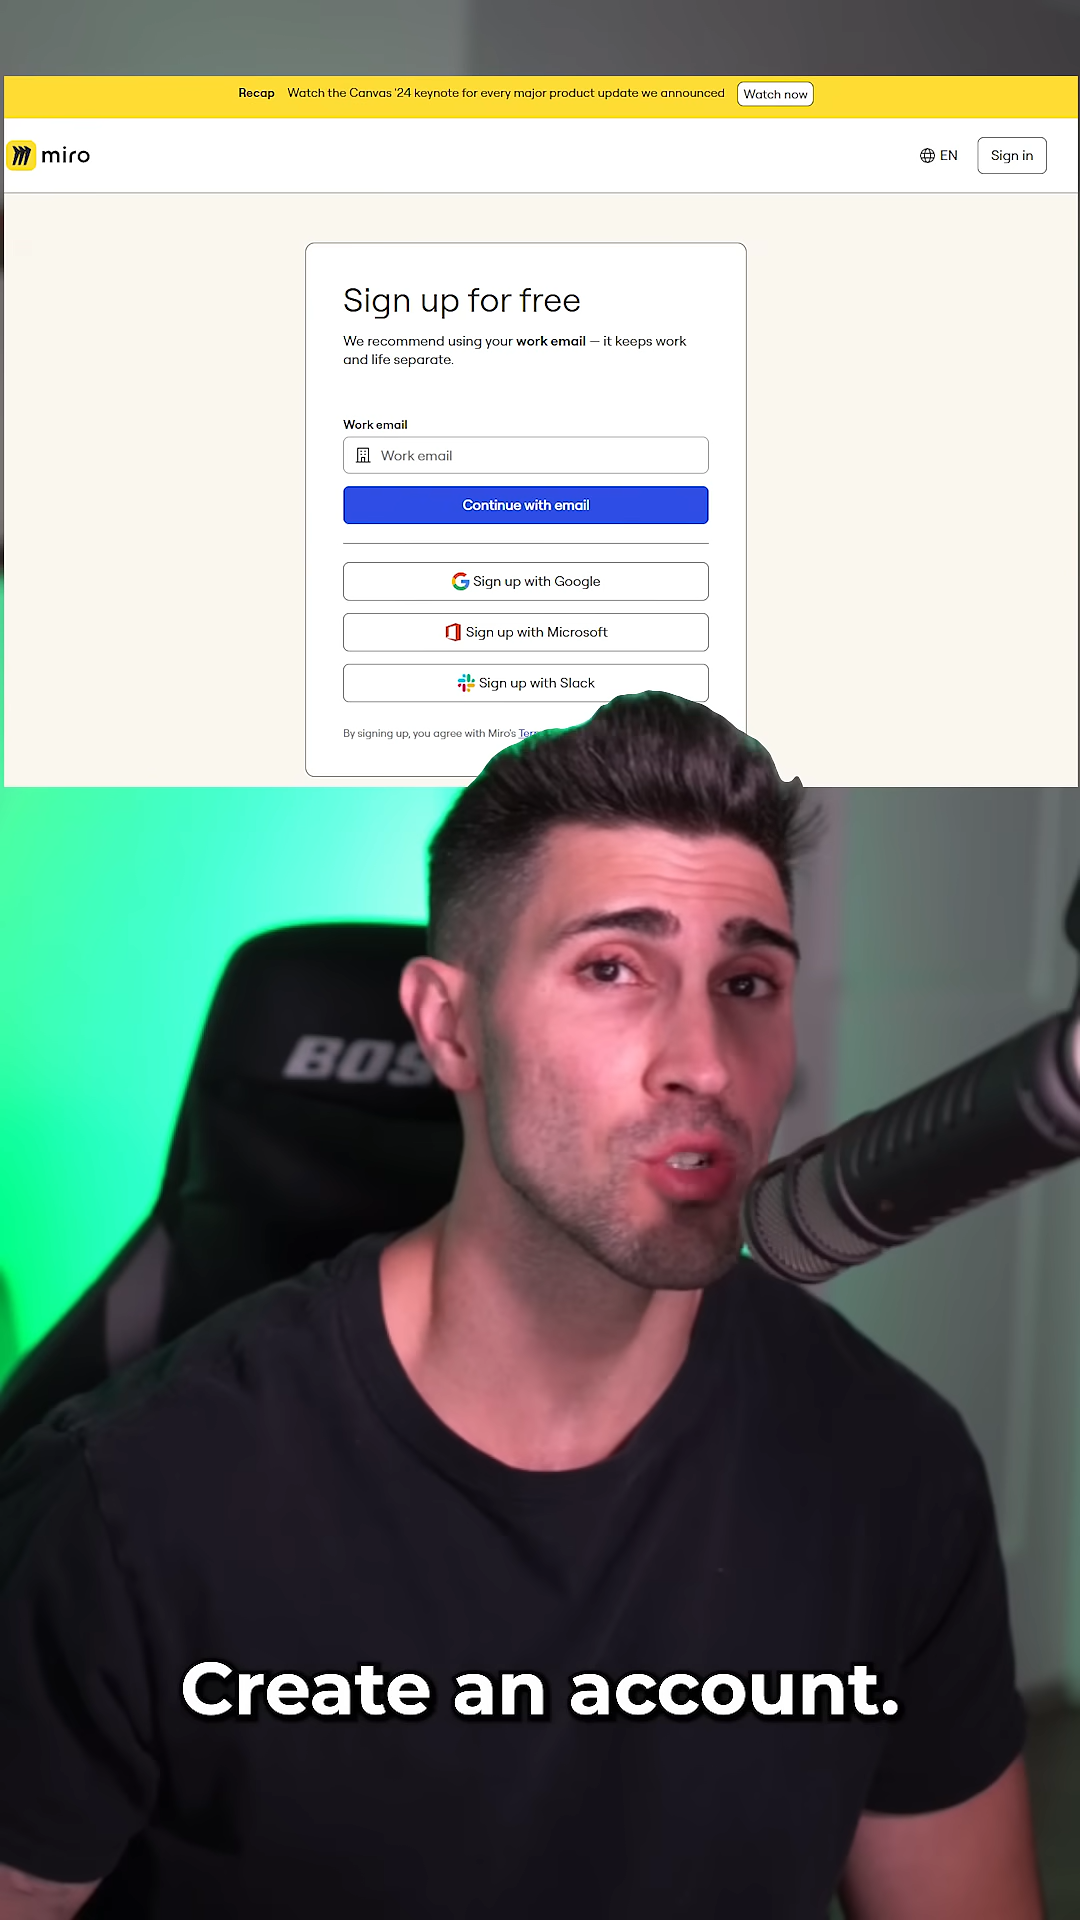 Recap Watch the Canvas '24 keynote for every major product update we announced Watch now
miro EN Sign in
Sign up for free
We recommend using your work email — it keeps work
and life separate.
Work email
Work email
Continue with email
Sign up with Google
Sign up with Microsoft
Sign up with Slack
By signing up, you agree with Miro's
BOS
Create an account.